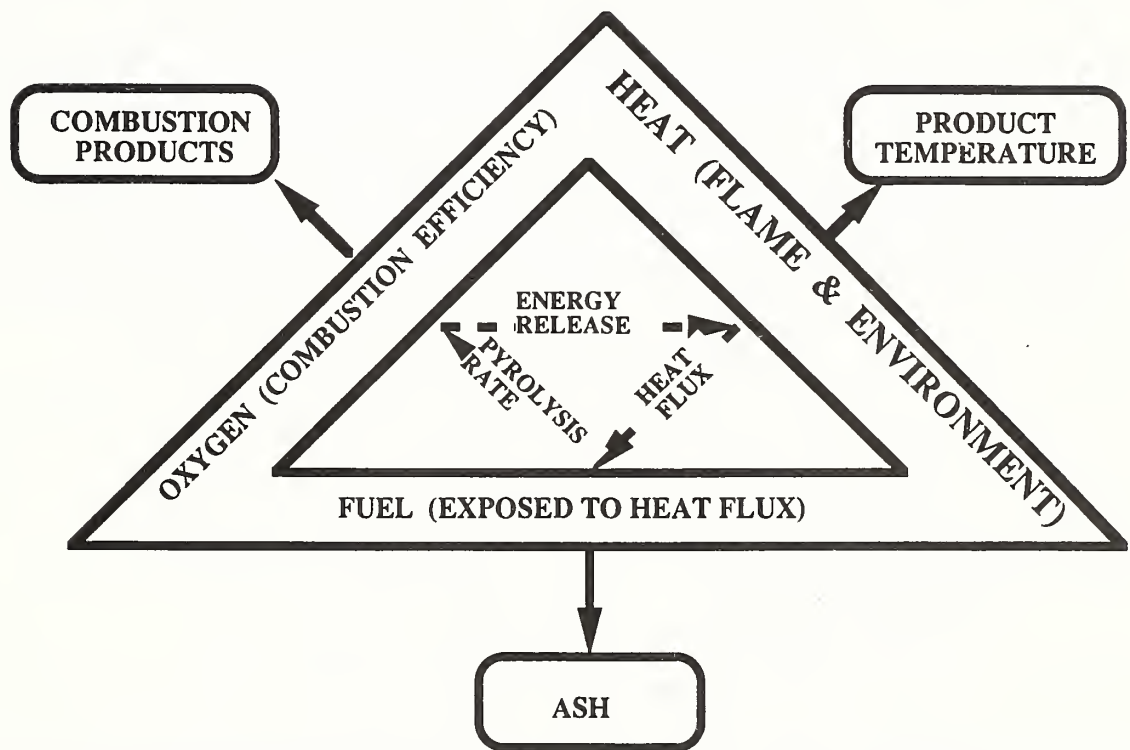 COMBUSTION
PRODUCTS
PRODUCT
TEMPERATURE
OXYGEN (COMBUSTION EFFICIENCY)
HEAT (FLAME & ENVIRONMENT)
ENERGY
RELEASE
PYROLYSIS
RATE
HEAT
FLUX
FUEL (EXPOSED TO HEAT FLUX)
ASH